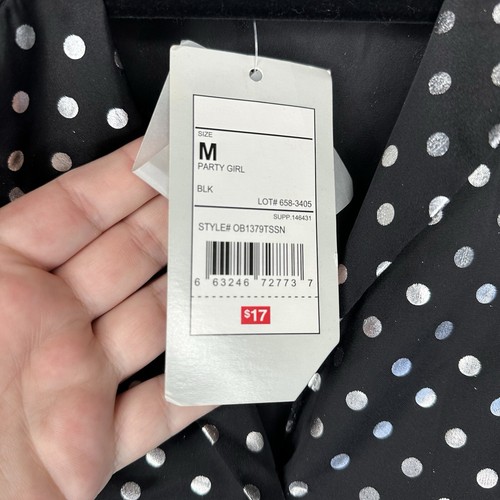 SIZE
M
PARTY GIRL
BLK
LOT# 658-3405
SUPP.146431
STYLE# OB1379TSSN
6 63246 72773 7
$17